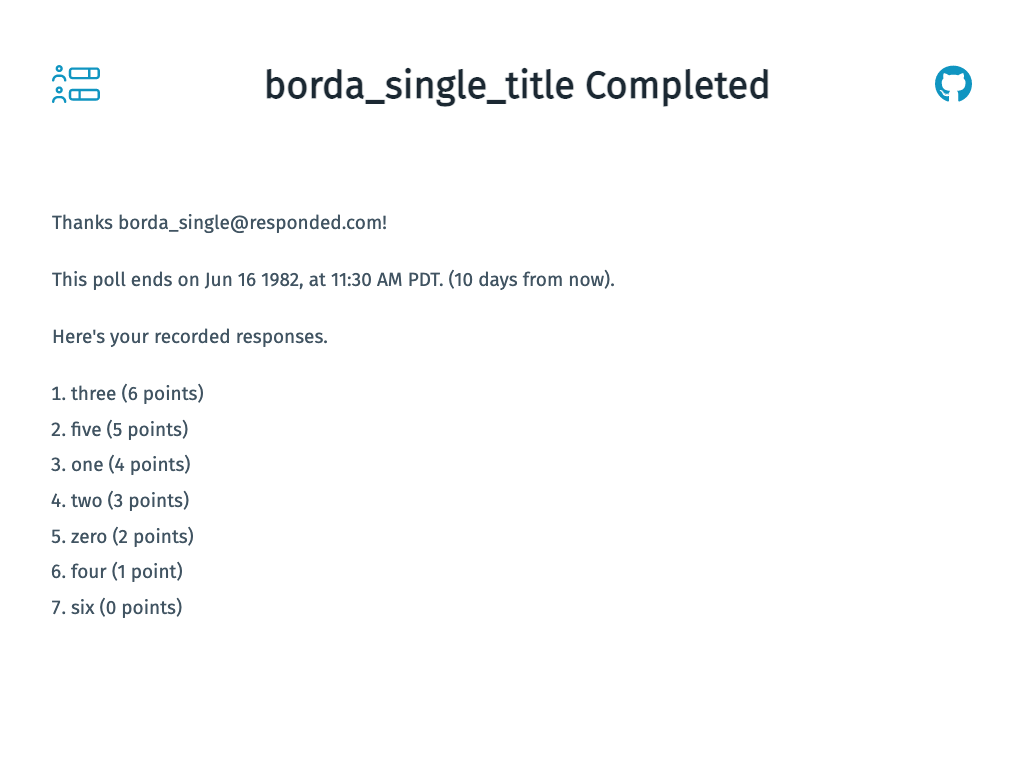 borda_single_title Completed
Thanks borda_single@responded.com!
This poll ends on Jun 16 1982, at 11:30 AM PDT. (10 days from now).
Here's your recorded responses.
1. three (6 points)
2. five (5 points)
3. one (4 points)
4. two (3 points)
5. zero (2 points)
6. four (1 point)
7. six (0 points)